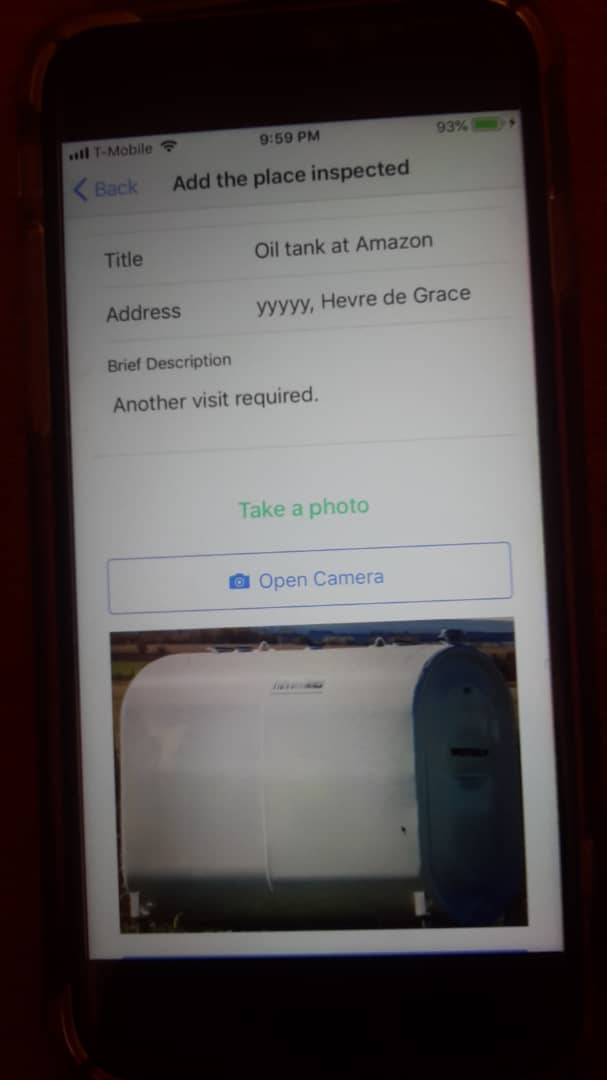 T-Mobile 9:59 PM 93%
Back Add the place inspected
Title Oil tank at Amazon
Address yyyyy, Hevre de Grace
Brief Description
Another visit required.
Take a photo
Open Camera